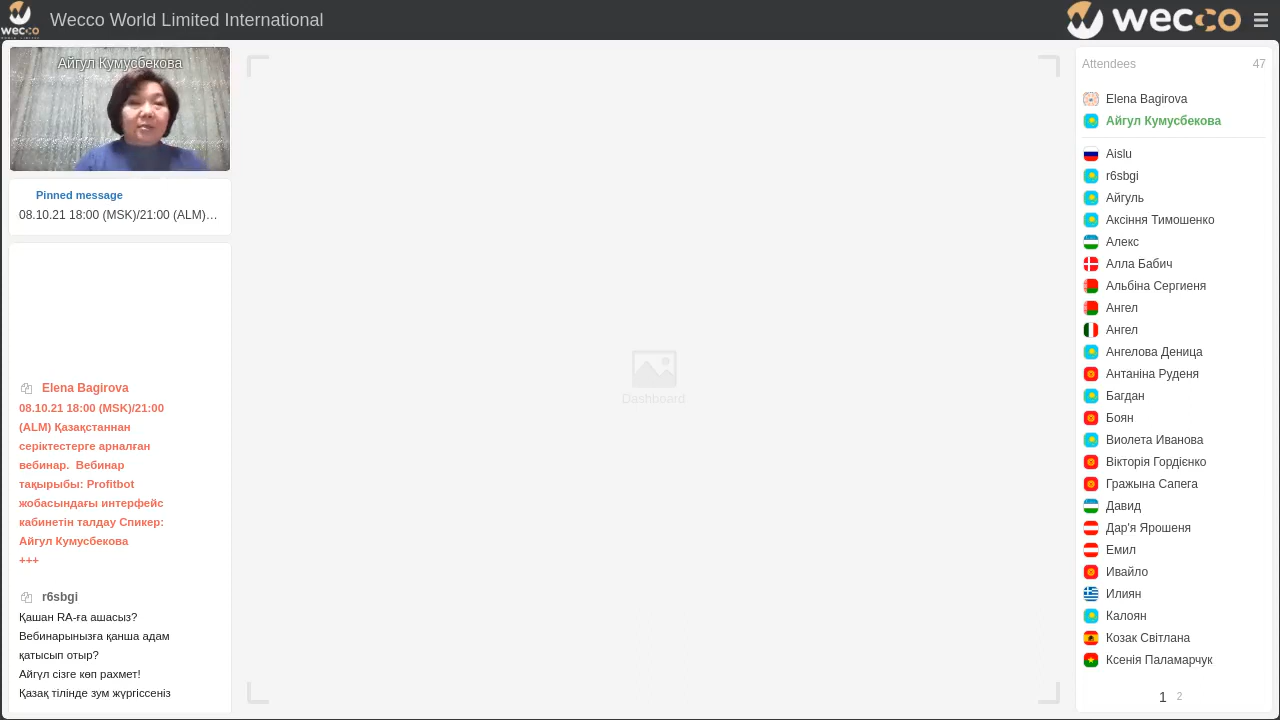 wecco
Wecco World Limited International
wecco
Айгул Кумусбекова
Pinned message
08.10.21 18:00 (MSK)/21:00 (ALM)…
Elena Bagirova
08.10.21 18:00 (MSK)/21:00
(ALM) Қазақстаннан
серіктестерге арналған
вебинар.  Вебинар
тақырыбы: Profitbot
жобасындағы интерфейс
кабинетін талдау Спикер:
Айгул Кумусбекова
+++
r6sbgi
Қашан RA-ға ашасыз?
Вебинарынызға қанша адам
қатысып отыр?
Айгүл сізге көп рахмет!
Қазақ тілінде зум жүргіссеніз
Dashboard
Attendees 47
Elena Bagirova
Айгул Кумусбекова
Aislu
r6sbgi
Айгуль
Аксіння Тимошенко
Алекс
Алла Бабич
Альбіна Сергиеня
Ангел
Ангел
Ангелова Деница
Антаніна Руденя
Багдан
Боян
Виолета Иванова
Вікторія Гордієнко
Гражына Сапега
Давид
Дар'я Ярошеня
Емил
Ивайло
Илиян
Калоян
Козак Світлана
Ксенія Паламарчук
1 2